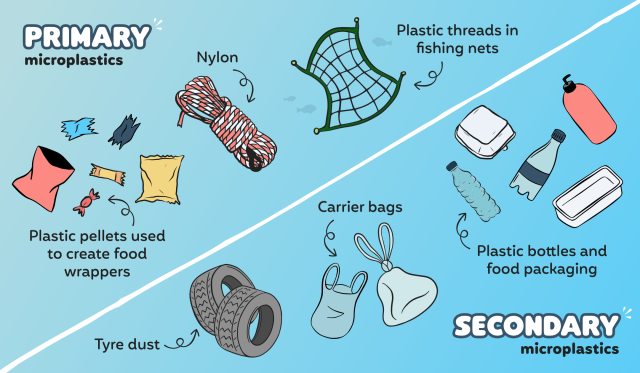 PRIMARY
microplastics
Nylon
Plastic threads in
fishing nets
Plastic pellets used
to create food
wrappers
Carrier bags
Plastic bottles and
food packaging
Tyre dust
SECONDARY
microplastics